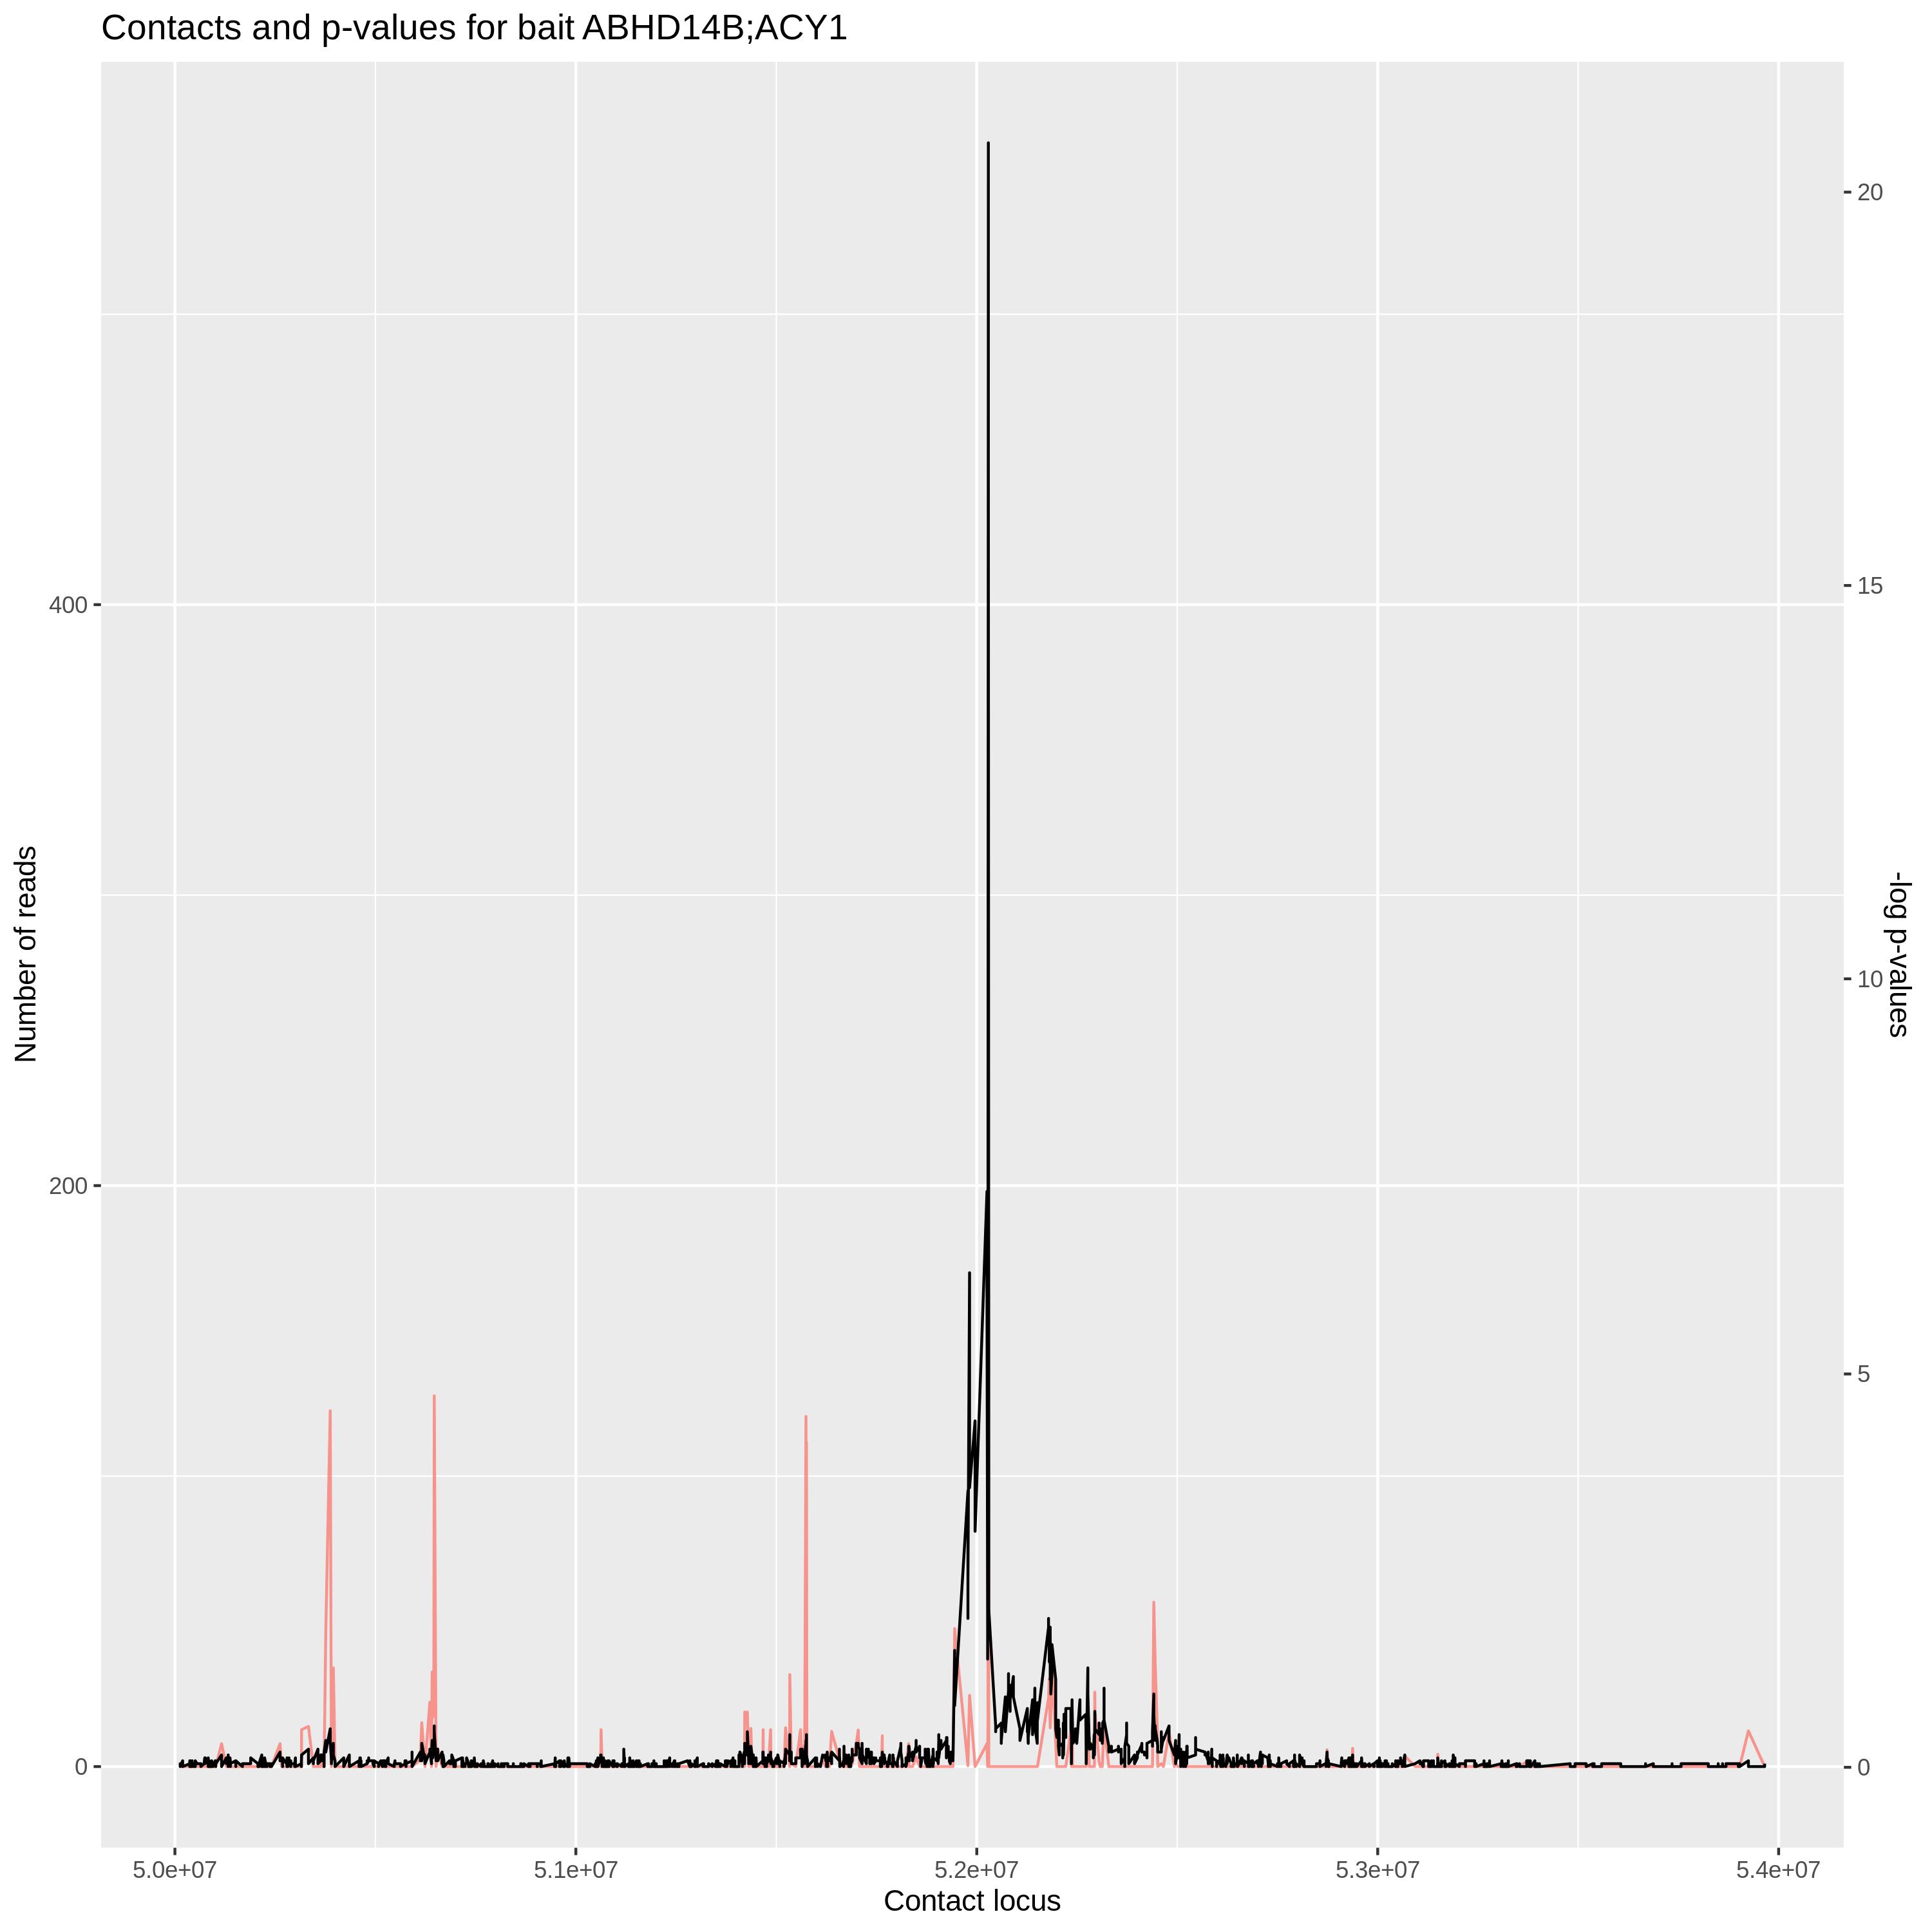 Contacts and p-values for bait ABHD14B;ACY1
Number of reads
400
200
0
20
15
10
5
0
-log p-values
5.0e+07
5.1e+07
5.2e+07
5.3e+07
5.4e+07
Contact locus